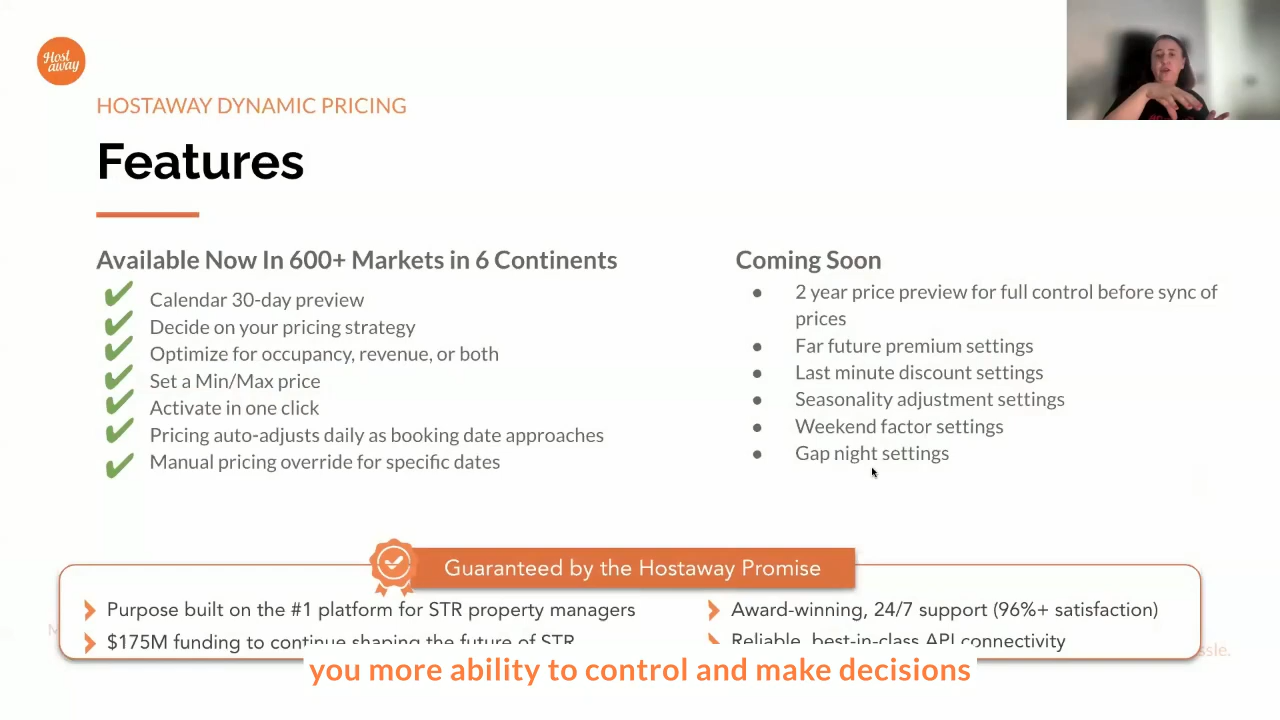 Host
away
HOSTAWAY DYNAMIC PRICING
Features
Available Now In 600+ Markets in 6 Continents
Calendar 30-day preview
Decide on your pricing strategy
Optimize for occupancy, revenue, or both
Set a Min/Max price
Activate in one click
Pricing auto-adjusts daily as booking date approaches
Manual pricing override for specific dates
Coming Soon
2 year price preview for full control before sync of
prices
Far future premium settings
Last minute discount settings
Seasonality adjustment settings
Weekend factor settings
Gap night settings
Guaranteed by the Hostaway Promise
Purpose built on the #1 platform for STR property managers
$175M funding to continue shaping the future of STR
Award-winning, 24/7 support (96%+ satisfaction)
Reliable, best-in-class API connectivity
you more ability to control and make decisions